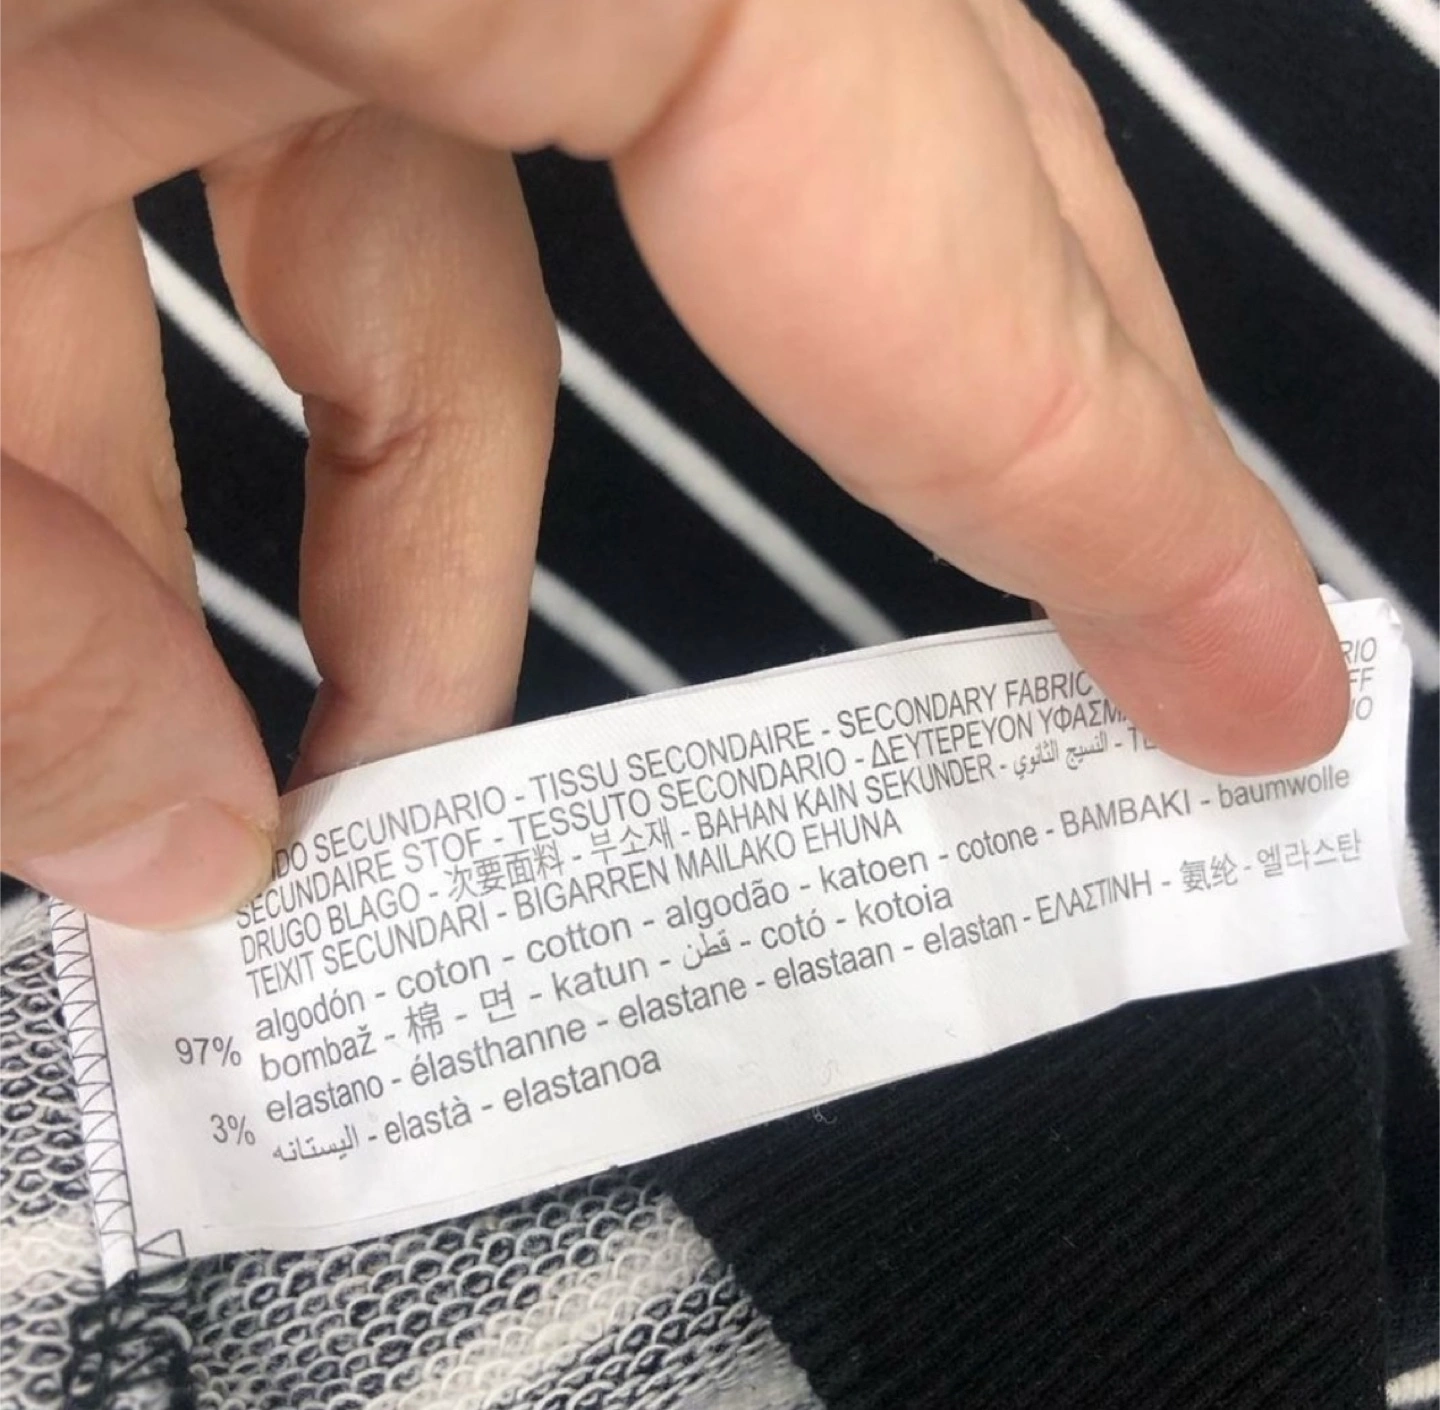 SECUNDARIO - TISSU SECONDAIRE - SECONDARY FABRIC
SECUNDAIRE STOF - TESSUTO SECONDARIO - ΔΕΥΤΕΡΕΥΟΝ
DRUGO BLAGO - 次要面料 - 부소재 - BAHAN KAIN SEKUNDER - النسيج الثانوي -
TEIXIT SECUNDARI - BIGARREN MAILAKO EHUNA
97% algodón - coton - cotton - algodão - katoen - cotone - BAMBAKI - baumwolle
bombaž - 棉 - 면 - katun - قطن - cotó - kotoia
3% elastano - élasthanne - elastane - elastaan - elastan - ΕΛΑΣΤΙΝΗ - 氨纶 - 엘라스탄
اليستانه - elastà - elastanoa